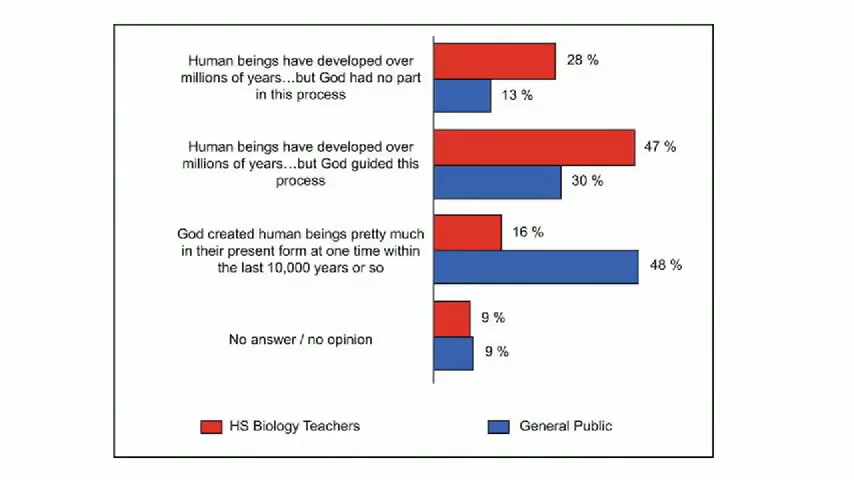 Human beings have developed over
millions of years...but God had no part
in this process
28 %
13 %
Human beings have developed over
millions of years...but God guided this
process
47 %
30 %
God created human beings pretty much
in their present form at one time within
the last 10,000 years or so
16 %
48 %
No answer / no opinion
9 %
9 %
HS Biology Teachers
General Public